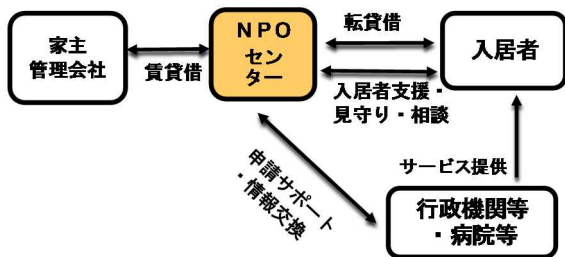 家主
管理会社
賃貸借
ＮＰＯ
セン
ター
転貸借
入居者支援・
見守り・相談
入居者
サービス提供
申請サポート
・情報交換
行政機関等
・病院等